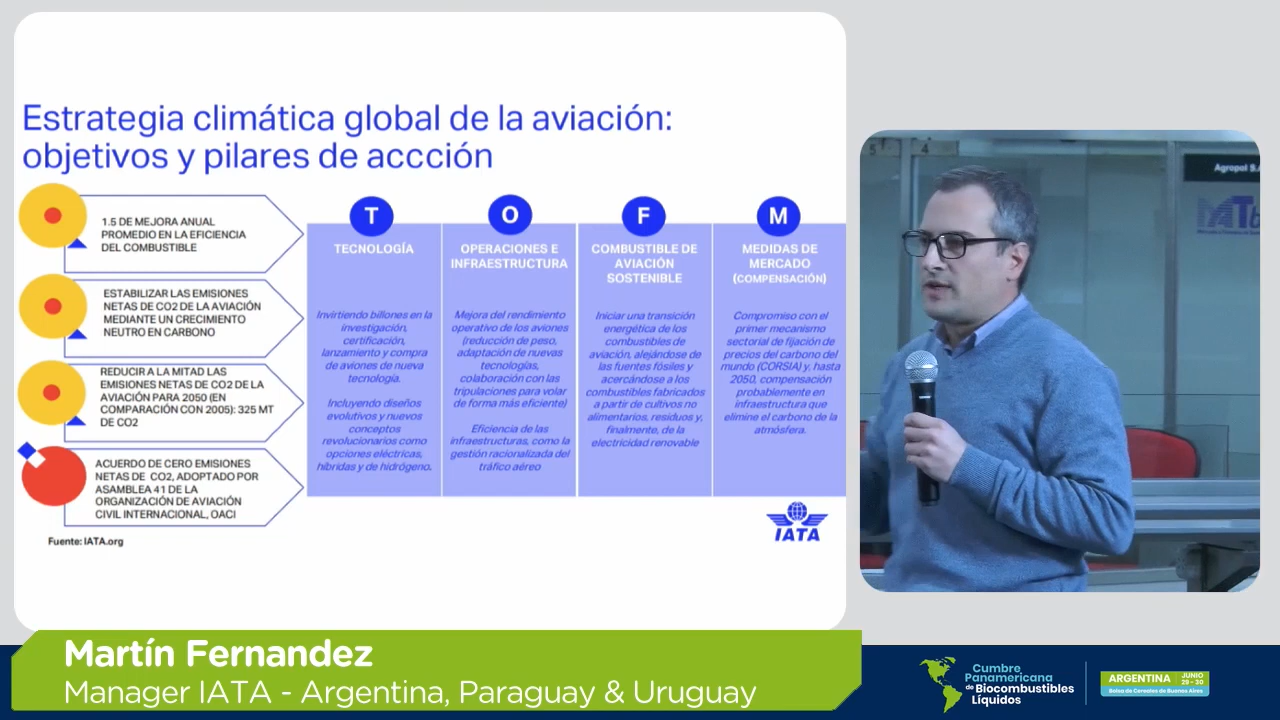 Estrategia climática global de la aviación:
objetivos y pilares de accción
1.5 DE MEJORA ANUAL
PROMEDIO EN LA EFICIENCIA
DEL COMBUSTIBLE
ESTABILIZAR LAS EMISIONES
NETAS DE CO2 DE LA AVIACIÓN
MEDIANTE UN CRECIMIENTO
NEUTRO EN CARBONO
REDUCIR A LA MITAD LAS
EMISIONES NETAS DE CO2 DE LA
AVIACIÓN PARA 2050 (EN
COMPARACIÓN CON 2005): 325 MT
DE CO2
ACUERDO DE CERO EMISIONES
NETAS DE CO2, ADOPTADO POR
ASAMBLEA 41 DE LA
ORGANIZACIÓN DE AVIACIÓN
CIVIL INTERNACIONAL, OACI
Fuente: IATA.org
T
TECNOLOGÍA
Invirtiendo billones en la
investigación,
certificación,
lanzamiento y compra
de aviones de nueva
tecnología.
Incluyendo diseños
evolutivos y nuevos
conceptos
revolucionarios como
opciones eléctricas,
híbridas y de hidrógeno.
O
OPERACIONES E
INFRAESTRUCTURA
Mejora del rendimiento
operativo de los aviones
(reducción de peso,
adaptación de nuevas
tecnologías,
colaboración con las
tripulaciones para volar
de forma más eficiente)
Eficiencia de las
infraestructuras, como la
gestión racionalizada del
tráfico aéreo
F
COMBUSTIBLE DE
AVIACIÓN
SOSTENIBLE
Iniciar una transición
energética de los
combustibles de
aviación, alejándose de
las fuentes fósiles y
acercándose a los
combustibles fabricados
a partir de cultivos no
alimentarios, residuos y,
finalmente, de la
electricidad renovable
M
MEDIDAS DE
MERCADO
(COMPENSACIÓN)
Compromiso con el
primer mecanismo
sectorial de fijación de
precios del carbono del
mundo (CORSIA) y, hasta
2050, compensación
probablemente en
infraestructura que
elimine el carbono de la
atmósfera.
IATA
5 4
Agropol S.A
MATb
Martín Fernandez
Manager IATA - Argentina, Paraguay & Uruguay
Cumbre
Panamericana
de Biocombustibles
Líquidos
ARGENTINA JUNIO
29 - 30
Bolsa de Cereales de Buenos Aires